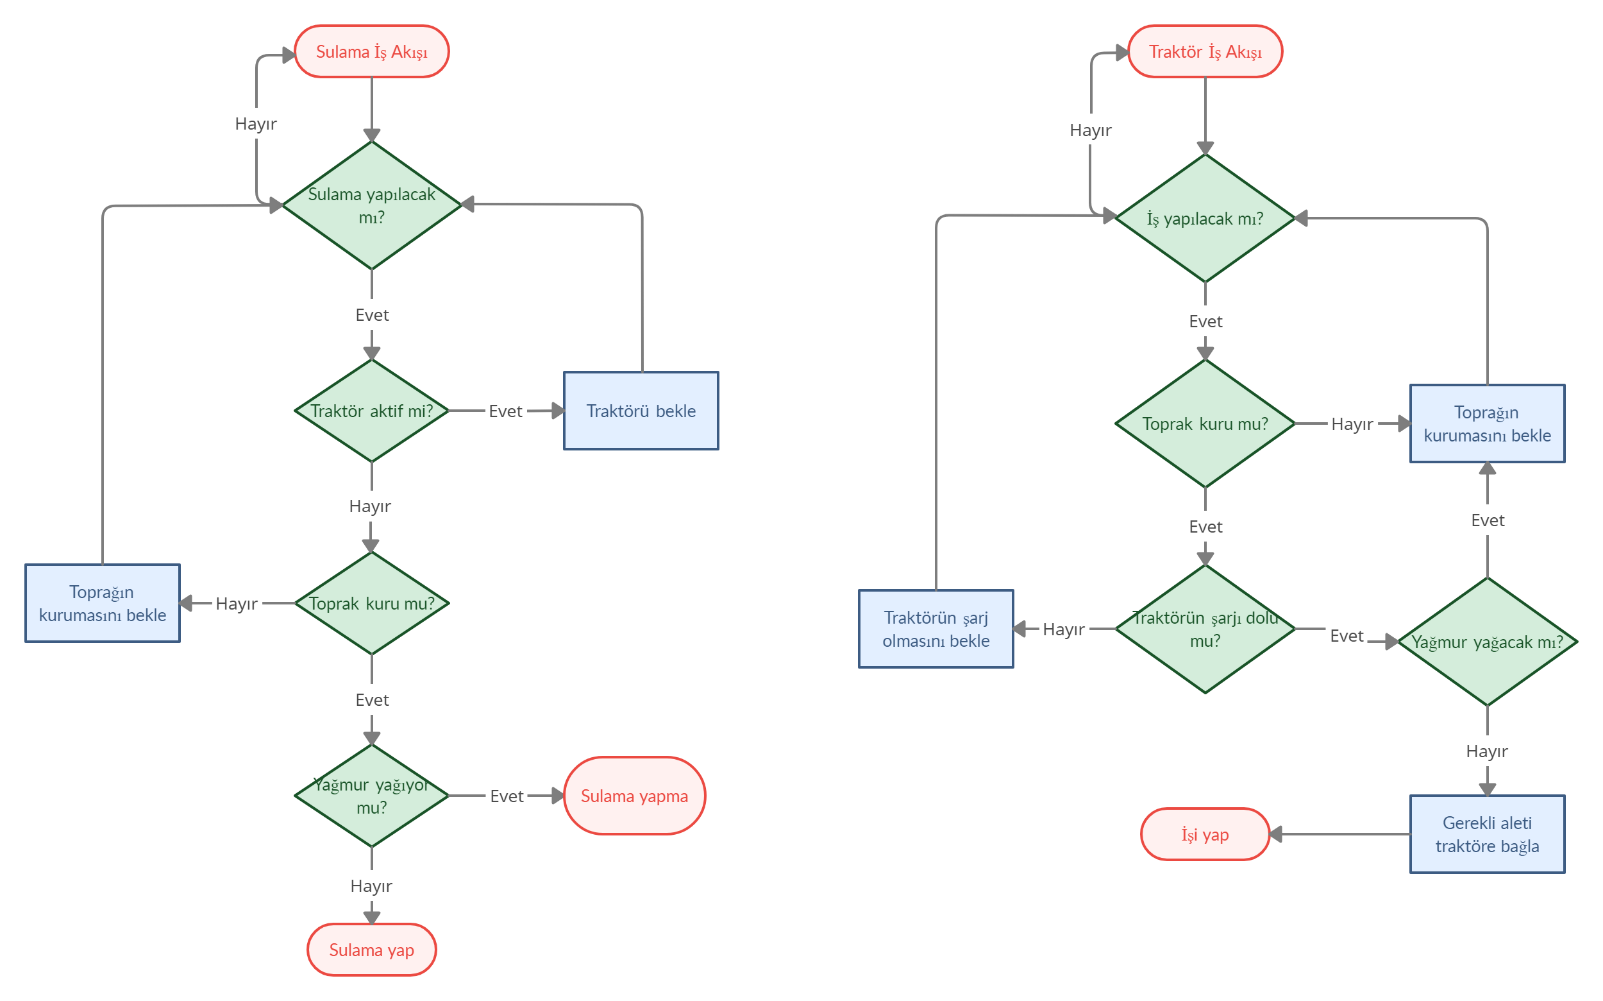 Sulama İş Akışı
Hayır
Sulama yapılacak
mı?
Evet
Traktör aktif mi?
Evet
Traktörü bekle
Hayır
Toprağın
kurumasını bekle
Hayır
Toprak kuru mu?
Evet
Yağmur yağıyor
mu?
Evet
Sulama yapma
Hayır
Sulama yap
Traktör İş Akışı
Hayır
İş yapılacak mı?
Evet
Toprak kuru mu?
Hayır
Toprağın
kurumasını bekle
Evet
Evet
Traktörün şarj
olmasını bekle
Hayır
Traktörün şarjı dolu
mu?
Evet
Yağmur yağacak mı?
Hayır
İşi yap
Gerekli aleti
traktöre bağla